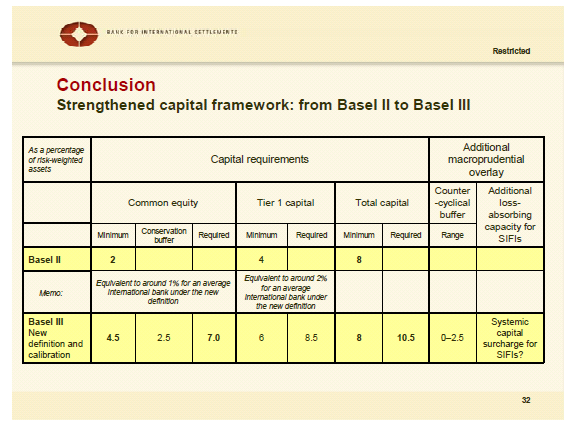 BANK FOR INTERNATIONAL SETTLEMENTS
Restricted
Conclusion
Strengthened capital framework: from Basel II to Basel III
As a percentage
of risk-weighted
assets
Capital requirements
Additional
macroprudential
overlay
Common equity
Tier 1 capital
Total capital
Counter
-cyclical
buffer
Additional
loss-
absorbing
capacity for
SIFIs
Minimum
Conservation
buffer
Required
Minimum
Required
Minimum
Required
Range
Basel II
2
4
8
Memo:
Equivalent to around 1% for an average
international bank under the new
definition
Equivalent to around 2%
for an average
international bank under
the new definition
Basel III
New
definition and
calibration
4.5
2.5
7.0
6
8.5
8
10.5
0–2.5
Systemic
capital
surcharge for
SIFIs?
32